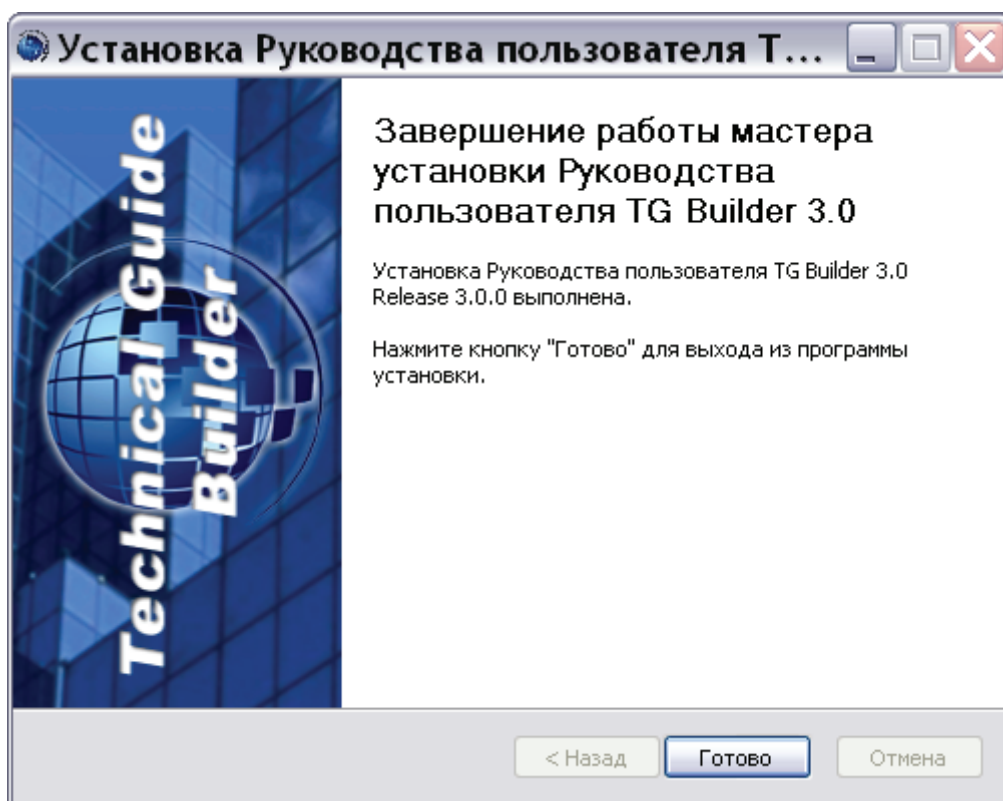 Установка Руководства пользователя T...
Technical Guide
Builder
Завершение работы мастера
установки Руководства
пользователя TG Builder 3.0
Установка Руководства пользователя TG Builder 3.0
Release 3.0.0 выполнена.
Нажмите кнопку "Готово" для выхода из программы
установки.
< Назад
Готово
Отмена